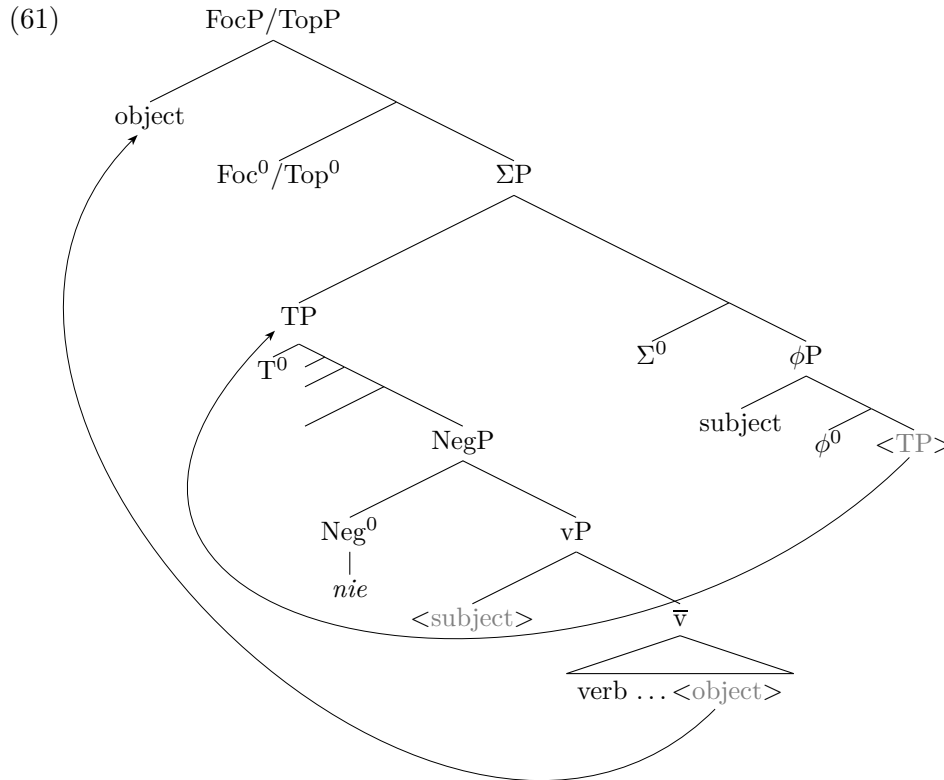 (61)
FocP/TopP
object
Foc⁰/Top⁰
ΣP
TP
Σ⁰
ϕP
T⁰
subject
ϕ⁰
<TP>
NegP
Neg⁰
vP
nie
<subject>
v̅
verb … <object>